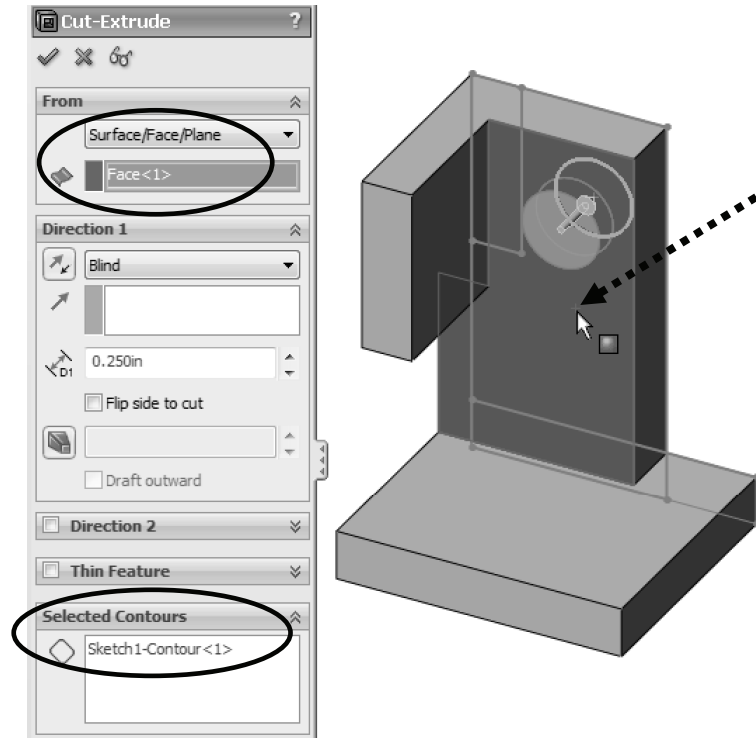 Cut-Extrude ?
From
Surface/Face/Plane
Face<1>
Direction 1
Blind
D1 0.250in
Flip side to cut
Draft outward
Direction 2
Thin Feature
Selected Contours
Sketch1-Contour<1>